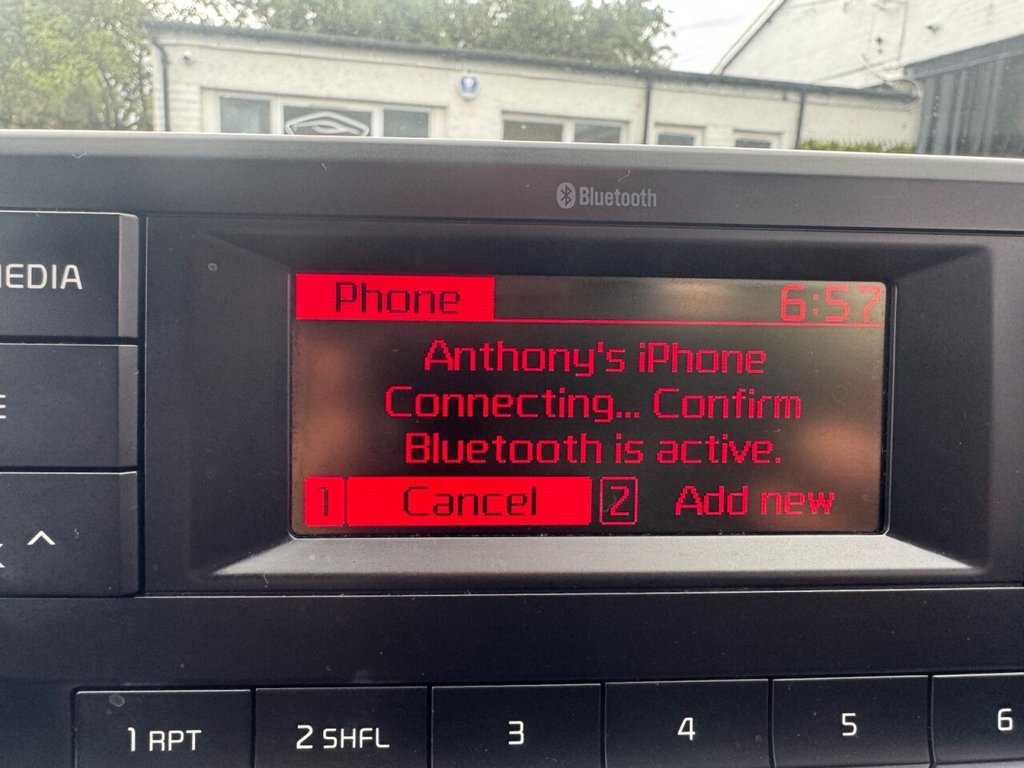 Bluetooth
MEDIA
Phone 6:57
Anthony's iPhone
Connecting... Confirm
Bluetooth is active.
1 Cancel 2 Add new
1 RPT 2 SHFL 3 4 5 6